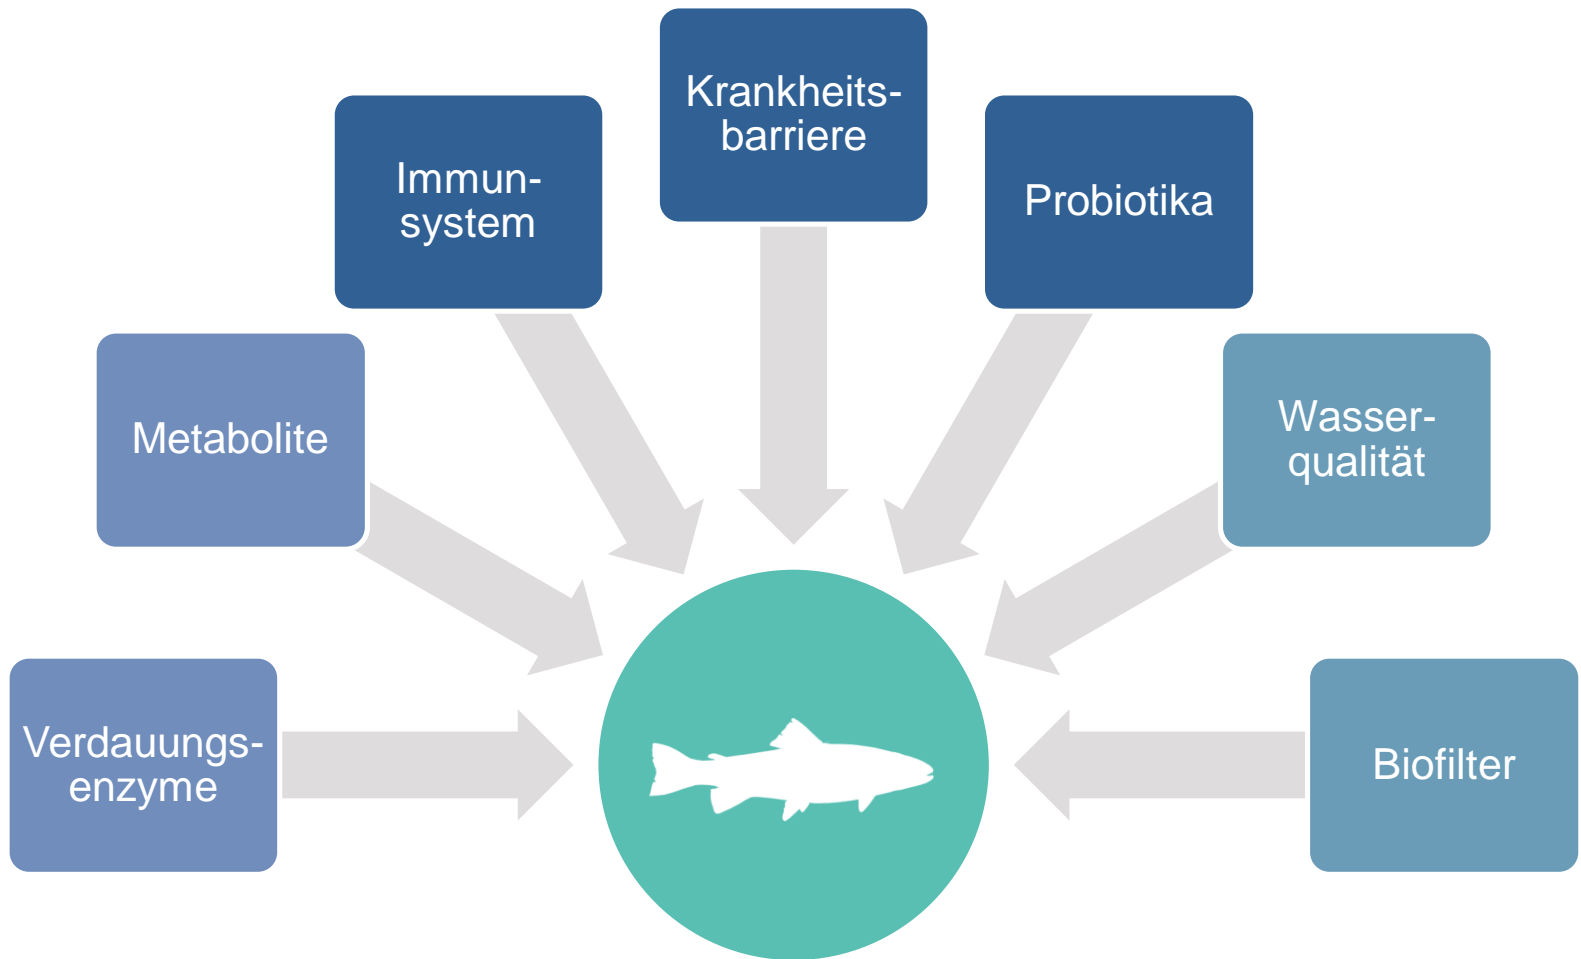 Krankheits-
barriere
Immun-
system
Probiotika
Metabolite
Wasser-
qualität
Verdauungs-
enzyme
Biofilter